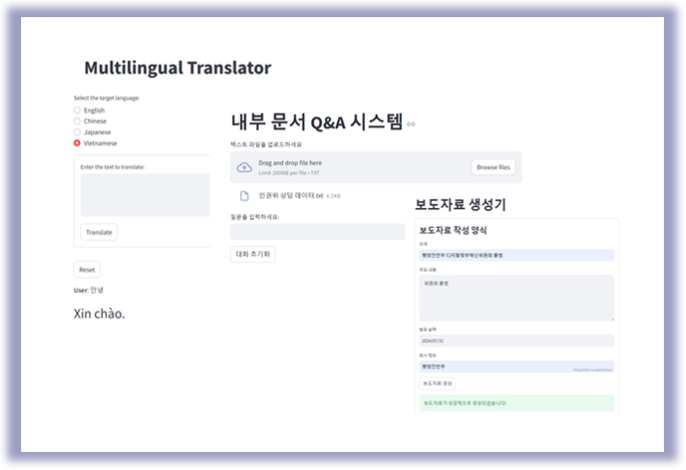 Multilingual Translator
Select the target language:
English
Chinese
Japanese
Vietnamese
Enter the text to translate:
Translate
Reset
User: 안녕
Xin chào.
내부 문서 Q&A 시스템
텍스트 파일을 업로드하세요
Drag and drop file here
Limit 200MB per file • TXT
Browse files
인권위 상담 데이터.txt 6.5KB
질문을 입력하세요:
대화 초기화
보도자료 생성기
보도자료 작성 양식
주제
행정안전부 디지털정부혁신위원회 출범
주요 내용
위원회 출범
발표 날짜
2024/07/31
회사 정보
행정안전부
보도자료 생성
보도자료가 성공적으로 생성되었습니다!